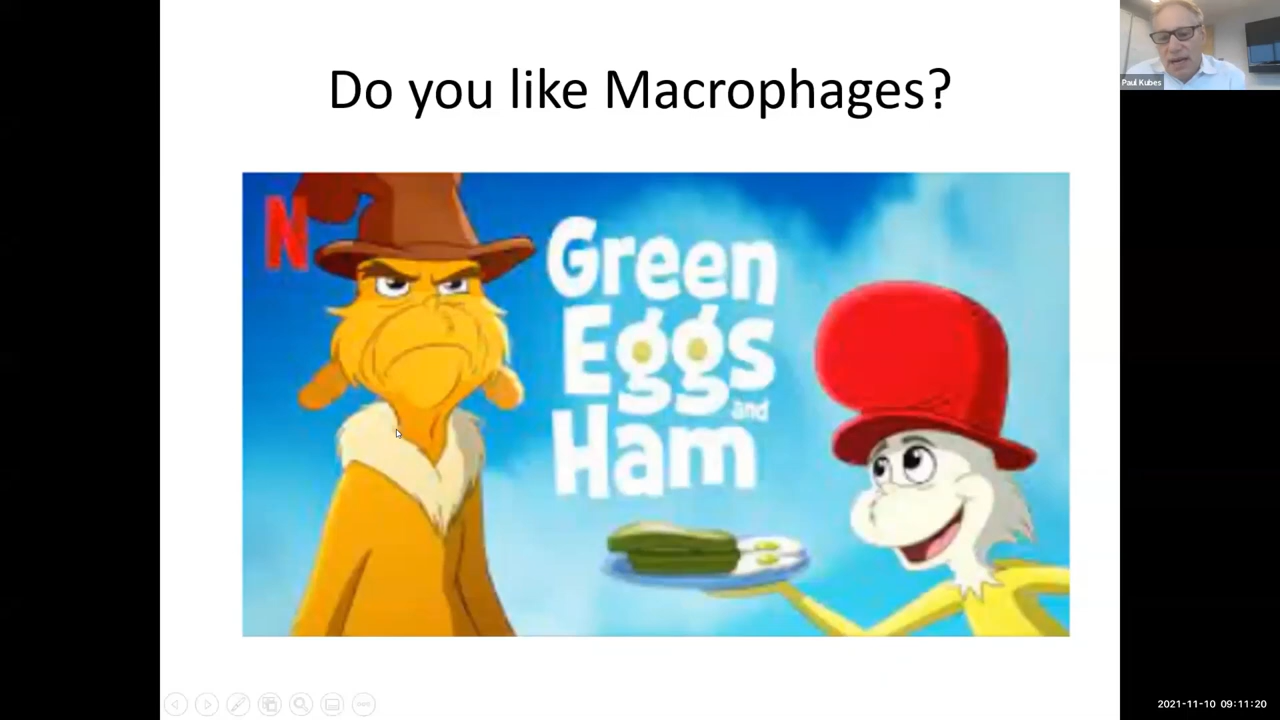 Do you like Macrophages?
Paul Kubes
N
Green
Eggs
and
Ham
2021-11-10 09:11:20